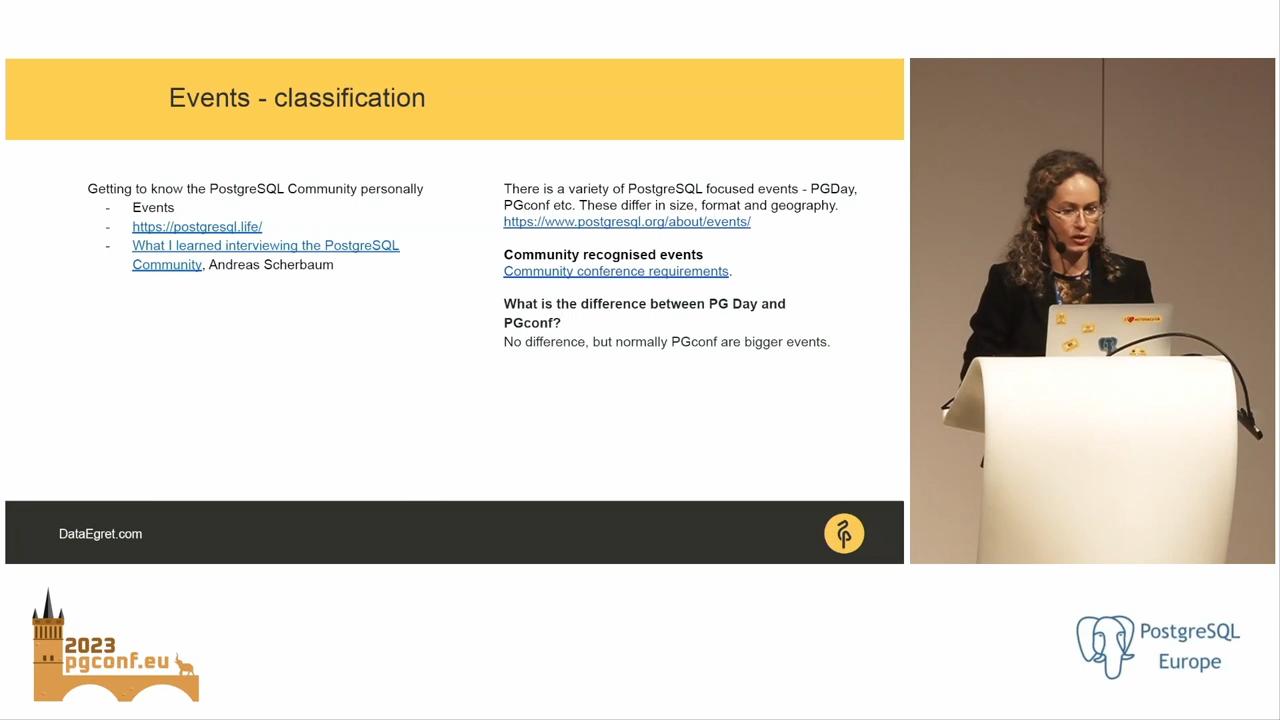 Events - classification
Getting to know the PostgreSQL Community personally
- Events
- https://postgresql.life/
- What I learned interviewing the PostgreSQL
Community, Andreas Scherbaum
There is a variety of PostgreSQL focused events - PGDay,
PGconf etc. These differ in size, format and geography.
https://www.postgresql.org/about/events/
Community recognised events
Community conference requirements.
What is the difference between PG Day and
PGconf?
No difference, but normally PGconf are bigger events.
DataEgret.com
2023
pgconf.eu
PostgreSQL
Europe